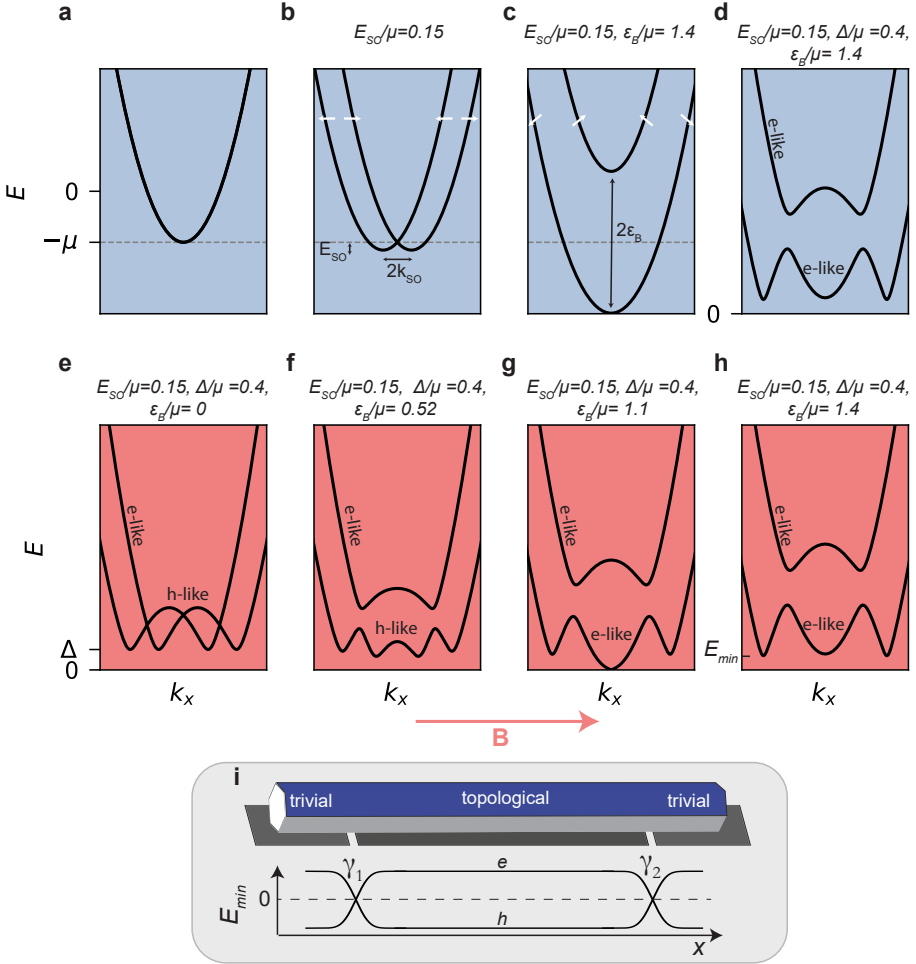 a
b
c
d
E_SO/μ=0.15
E_SO/μ=0.15, ε_B/μ= 1.4
E_SO/μ=0.15, Δ/μ =0.4,
ε_B/μ= 1.4
E
0
−μ
E_SO
2k_SO
2ε_B
e-like
e-like
0
e
f
g
h
E_SO/μ=0.15, Δ/μ =0.4,
ε_B/μ= 0
E_SO/μ=0.15, Δ/μ =0.4,
ε_B/μ= 0.52
E_SO/μ=0.15, Δ/μ =0.4,
ε_B/μ= 1.1
E_SO/μ=0.15, Δ/μ =0.4,
ε_B/μ= 1.4
E
Δ
0
e-like
h-like
e-like
h-like
e-like
e-like
e-like
e-like
E_min
k_x
k_x
k_x
k_x
B
i
trivial
topological
trivial
γ_1
e
γ_2
E_min
0
h
x